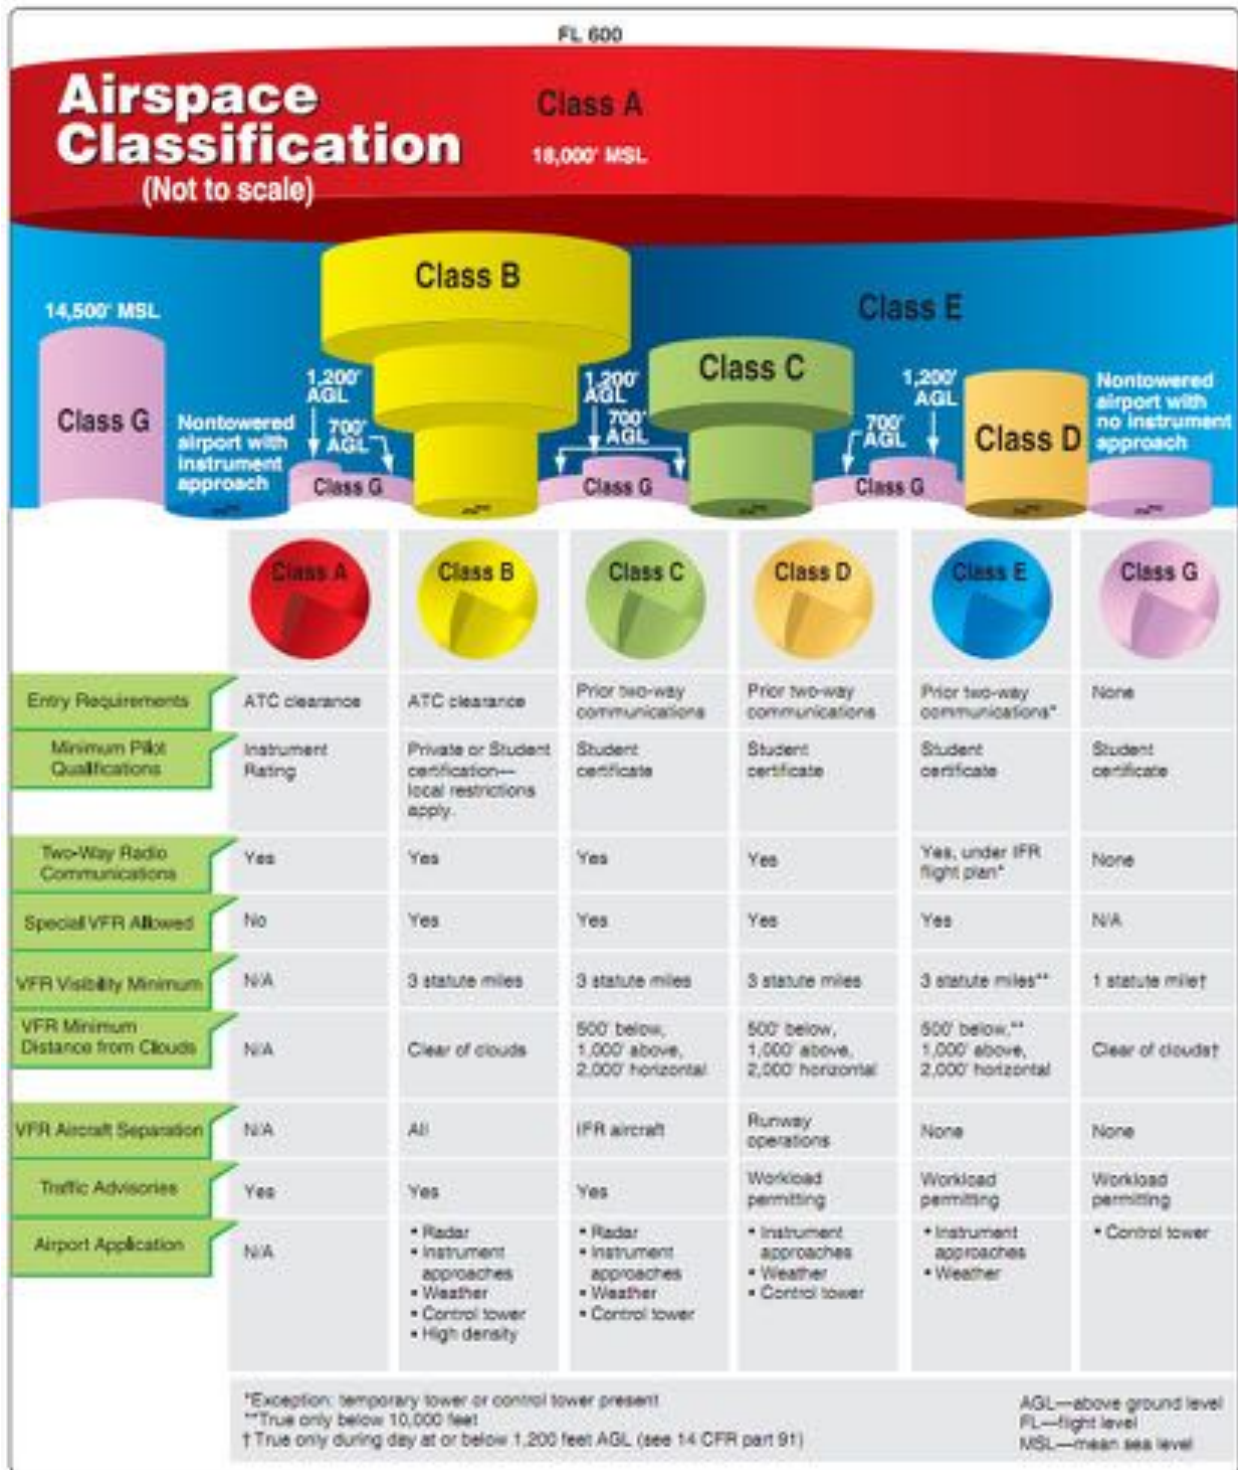 FL 600
Airspace
Classification
(Not to scale)
Class A
18,000' MSL
Class B
Class E
14,500' MSL
Class G
Nontowered
airport with
instrument
approach
1,200'
AGL
700'
AGL
Class G
1,200'
AGL
700'
AGL
Class G
Class C
1,200'
AGL
700'
AGL
Class G
Class D
Nontowered
airport with
no instrument
approach
Class A
Class B
Class C
Class D
Class E
Class G
Entry Requirements
ATC clearance
ATC clearance
Prior two-way
communications
Prior two-way
communications
Prior two-way
communications*
None
Minimum Pilot
Qualifications
Instrument
Rating
Private or Student
certification—
local restrictions
apply.
Student
certificate
Student
certificate
Student
certificate
Student
certificate
Two-Way Radio
Communications
Yes
Yes
Yes
Yes
Yes, under IFR
flight plan*
None
Special VFR Allowed
No
Yes
Yes
Yes
Yes
N/A
VFR Visibility Minimum
N/A
3 statute miles
3 statute miles
3 statute miles
3 statute miles**
1 statute mile†
VFR Minimum
Distance from Clouds
N/A
Clear of clouds
500' below,
1,000' above,
2,000' horizontal
500' below,
1,000' above,
2,000' horizontal
500' below,**
1,000' above,
2,000' horizontal
Clear of clouds†
VFR Aircraft Separation
N/A
All
IFR aircraft
Runway
operations
None
None
Traffic Advisories
Yes
Yes
Yes
Workload
permitting
Workload
permitting
Workload
permitting
Airport Application
N/A
• Radar
• Instrument
approaches
• Weather
• Control tower
• High density
• Radar
• Instrument
approaches
• Weather
• Control tower
• Instrument
approaches
• Weather
• Control tower
• Instrument
approaches
• Weather
• Control tower
*Exception: temporary tower or control tower present
**True only below 10,000 feet
† True only during day at or below 1,200 feet AGL (see 14 CFR part 91)
AGL—above ground level
FL—flight level
MSL—mean sea level